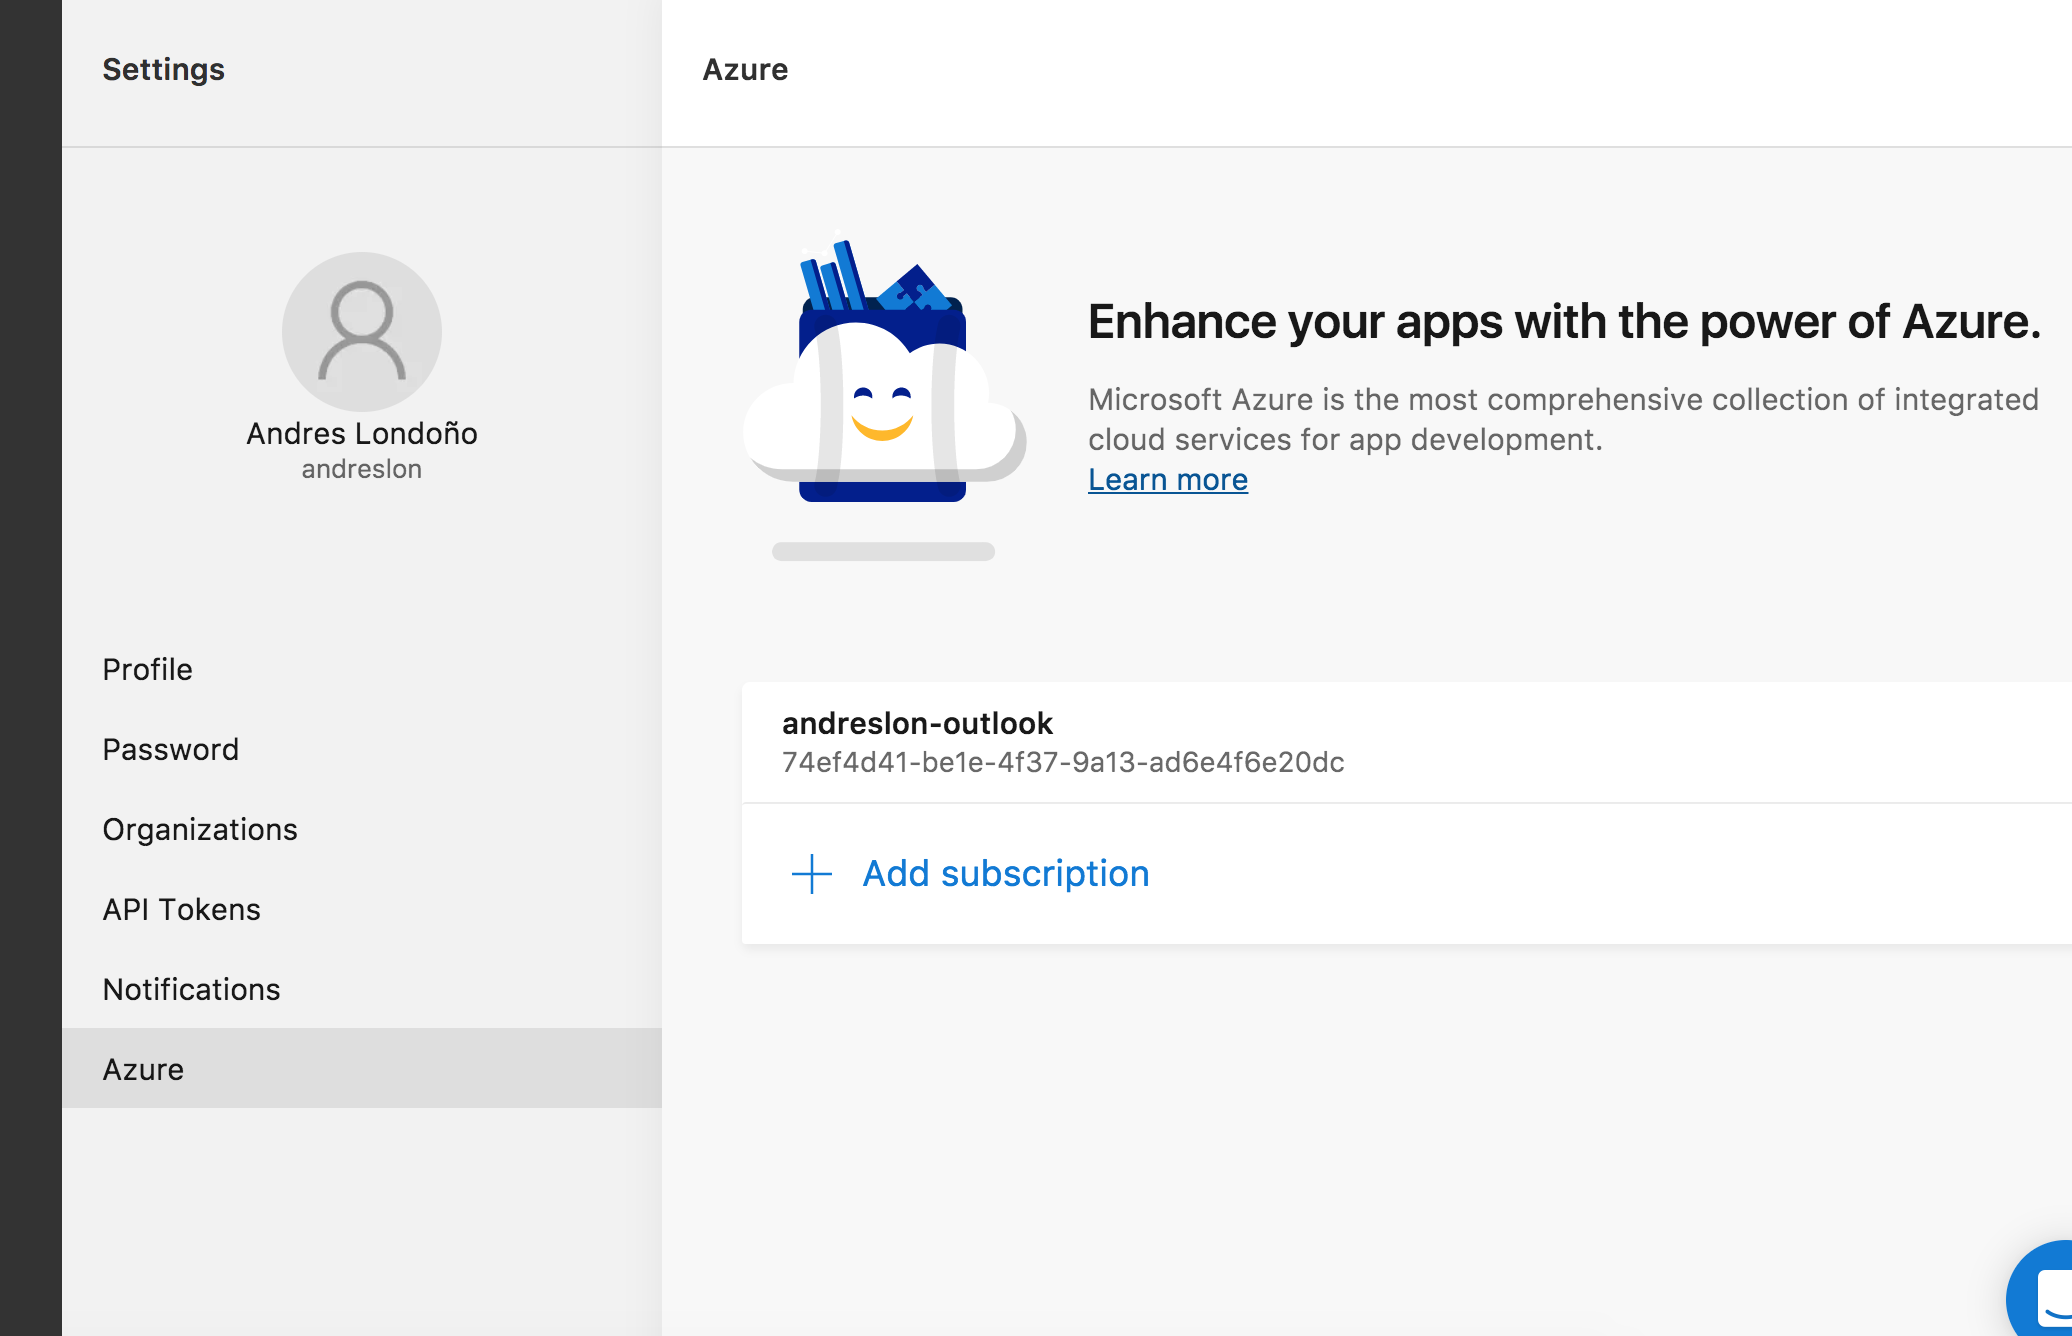 Settings
Azure
Andres Londoño
andreslon
Profile
Password
Organizations
API Tokens
Notifications
Azure
Enhance your apps with the power of Azure.
Microsoft Azure is the most comprehensive collection of integrated
cloud services for app development.
Learn more
andreslon-outlook
74ef4d41-be1e-4f37-9a13-ad6e4f6e20dc
Add subscription